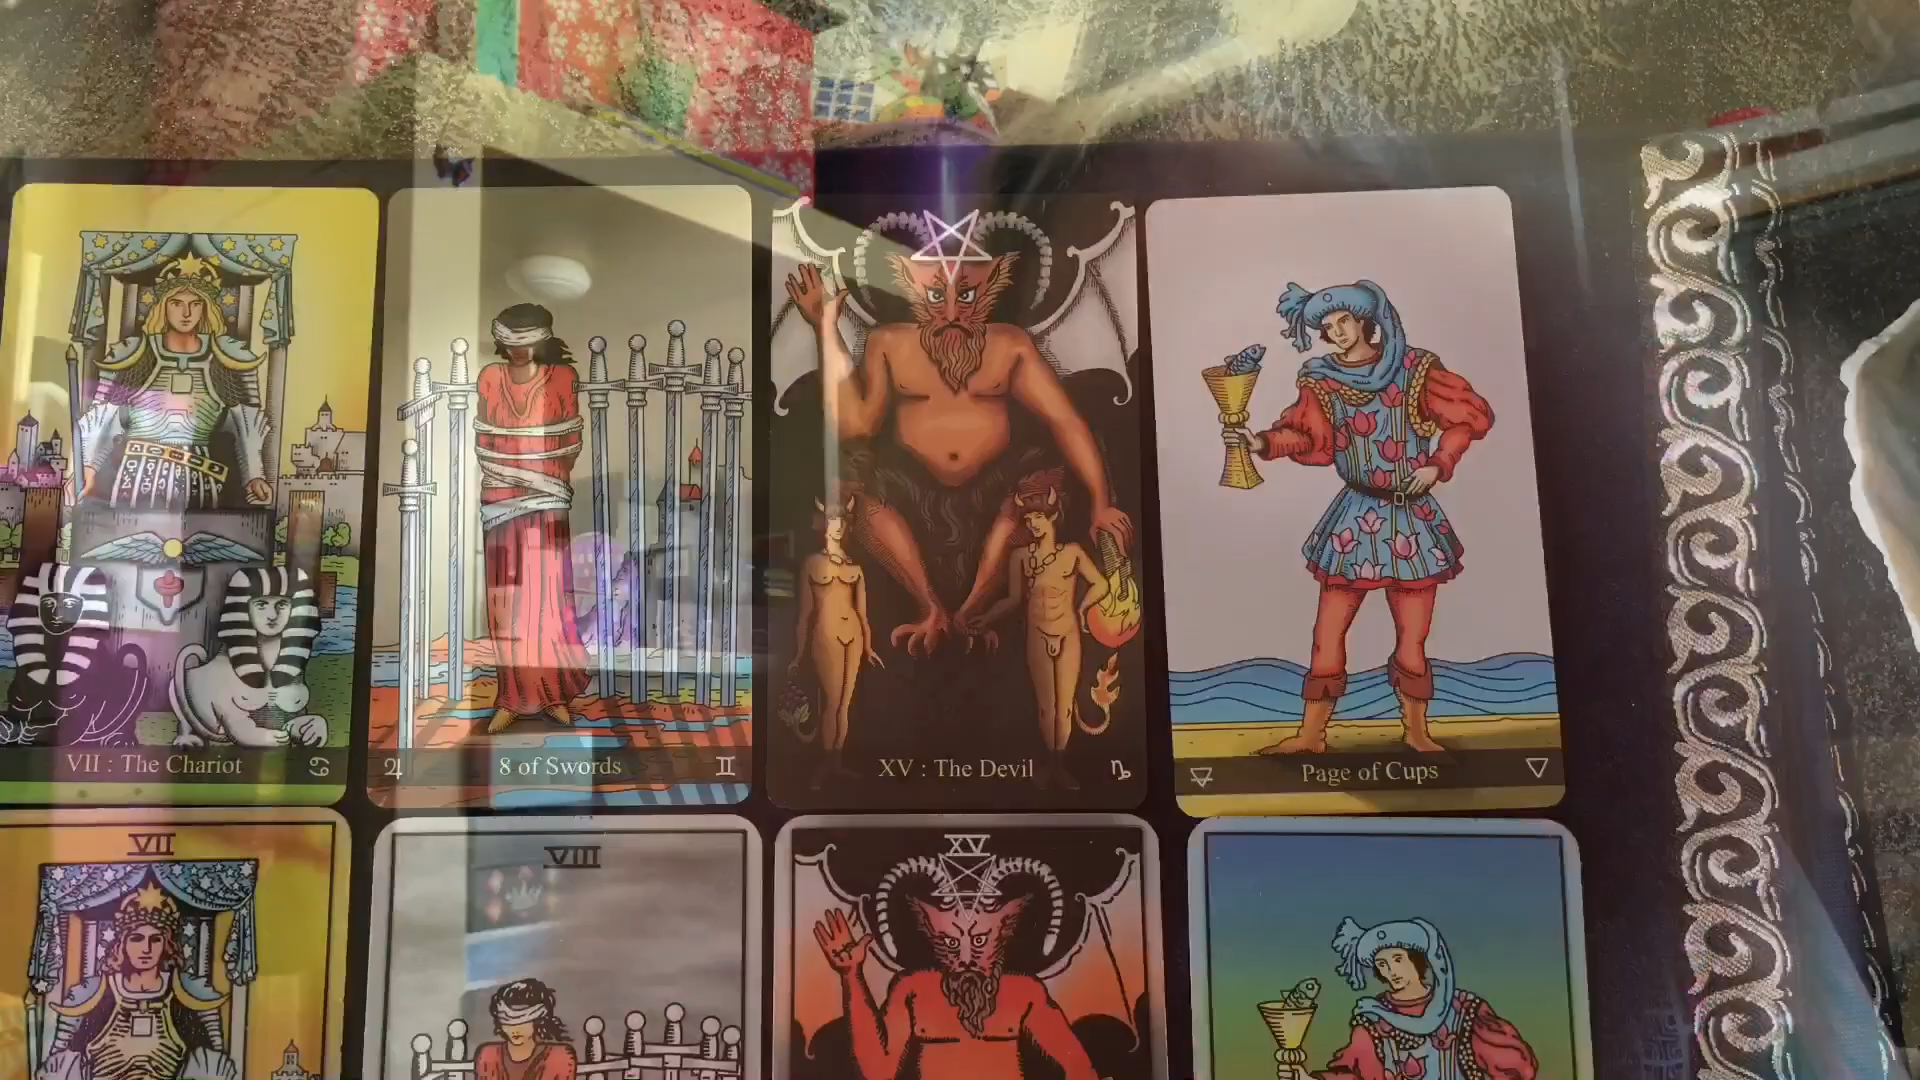 VII : The Chariot
8 of Swords
XV : The Devil
Page of Cups
VII
VIII
XV